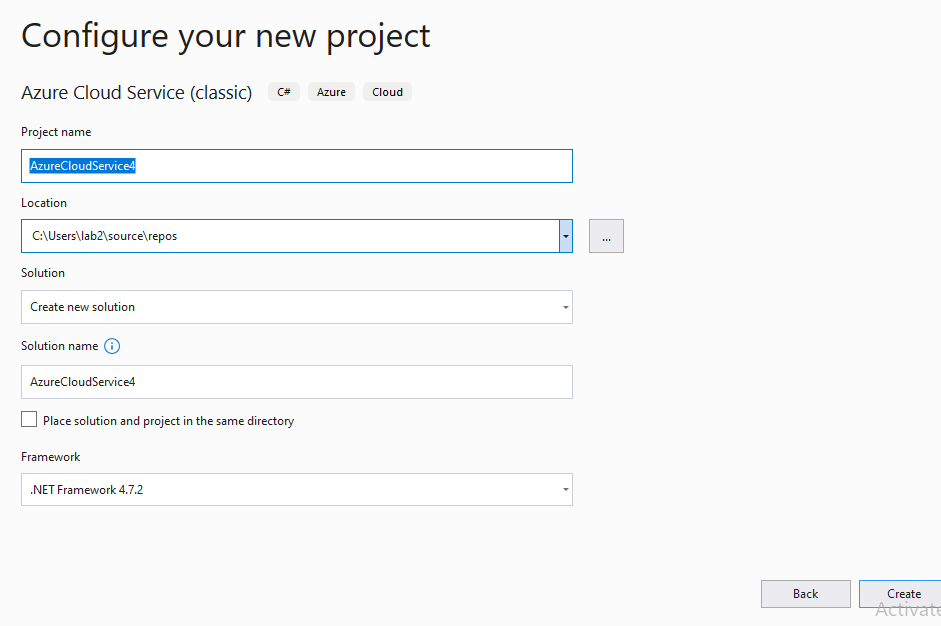 Configure your new project
Azure Cloud Service (classic) C# Azure Cloud
Project name
AzureCloudService4
Location
C:\Users\lab2\source\repos ...
Solution
Create new solution
Solution name
AzureCloudService4
Place solution and project in the same directory
Framework
.NET Framework 4.7.2
Back Create
Activate